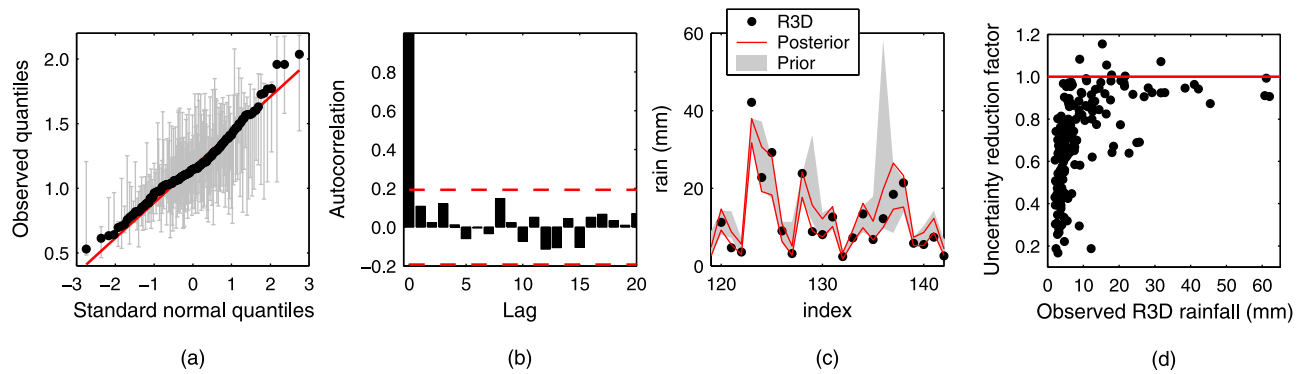 Observed quantiles
2.0
1.5
1.0
0.5
−3
−2
−1
0
1
2
3
Standard normal quantiles
(a)
Autocorrelation
0.8
0.6
0.4
0.2
0.0
−0.2
0
5
10
15
20
Lag
(b)
R3D
Posterior
Prior
rain (mm)
60
40
20
0
120
130
140
index
(c)
Uncertainty reduction factor
1.2
1.0
0.8
0.6
0.4
0.2
0
10
20
30
40
50
60
Observed R3D rainfall (mm)
(d)